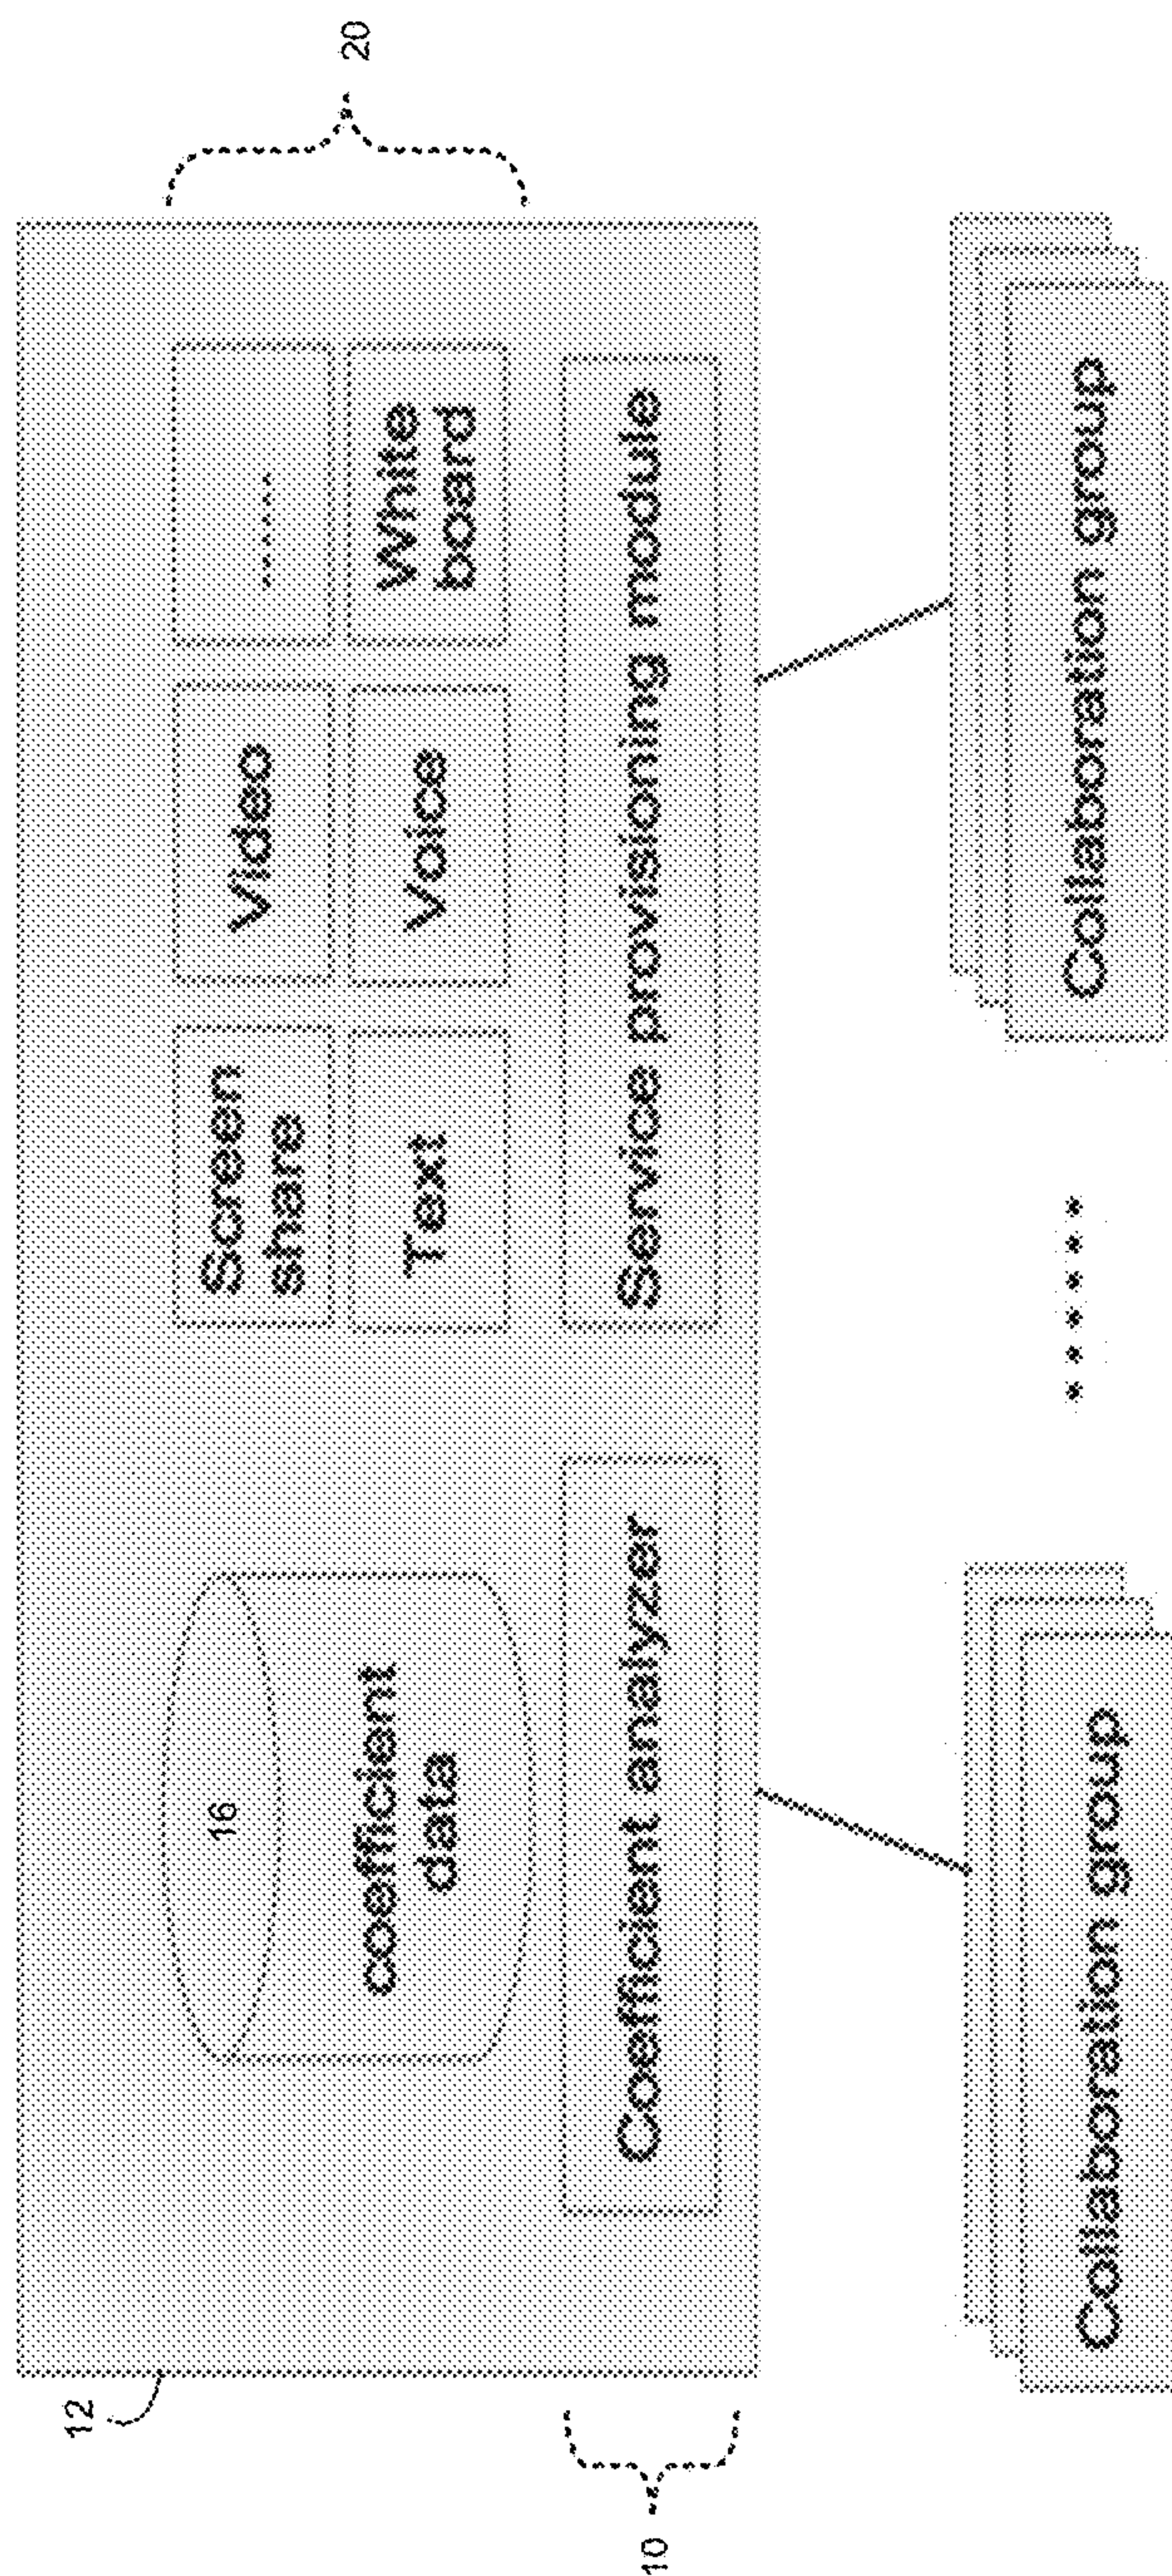 12
20
16
coefficient
data
Screen
share
Video
......
Text
Voice
White
board
10
Coefficient analyzer
Service provisioning module
Collaboration group
......
Collaboration group